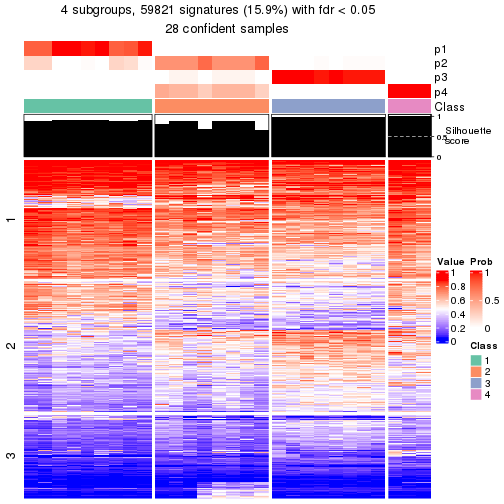 4 subgroups, 59821 signatures (15.9%) with fdr < 0.05
28 confident samples
p1
p2
p3
p4
Class
1
0.5
0
Silhouette
score
1
2
3
Value
1
0.8
0.6
0.4
0.2
0
Prob
1
0.5
0
Class
1
2
3
4